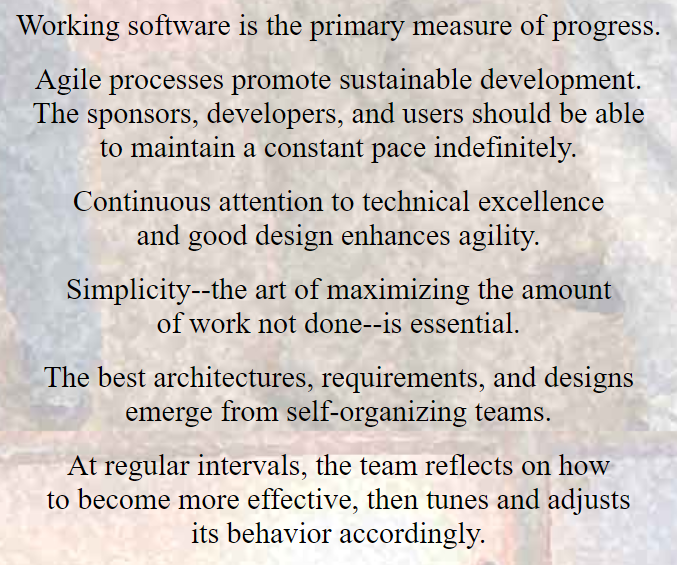 Working software is the primary measure of progress.
Agile processes promote sustainable development.
The sponsors, developers, and users should be able
to maintain a constant pace indefinitely.
Continuous attention to technical excellence
and good design enhances agility.
Simplicity--the art of maximizing the amount
of work not done--is essential.
The best architectures, requirements, and designs
emerge from self-organizing teams.
At regular intervals, the team reflects on how
to become more effective, then tunes and adjusts
its behavior accordingly.